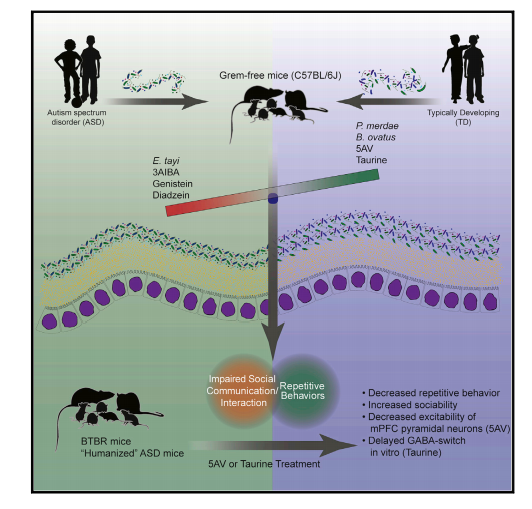 Grem-free mice (C57BL/6J)
Autism spectrum
disorder (ASD)
Typically Developing
(TD)
E. tayi
3AIBA
Genistein
Diadzein
P. merdae
B. ovatus
5AV
Taurine
Impaired Social
Communication/
Interaction
Repetitive
Behaviors
BTBR mice
"Humanized" ASD mice
5AV or Taurine Treatment
• Decreased repetitive behavior
• Increased sociability
• Decreased excitability of
mPFC pyramidal neurons (5AV)
• Delayed GABA-switch
in vitro (Taurine)